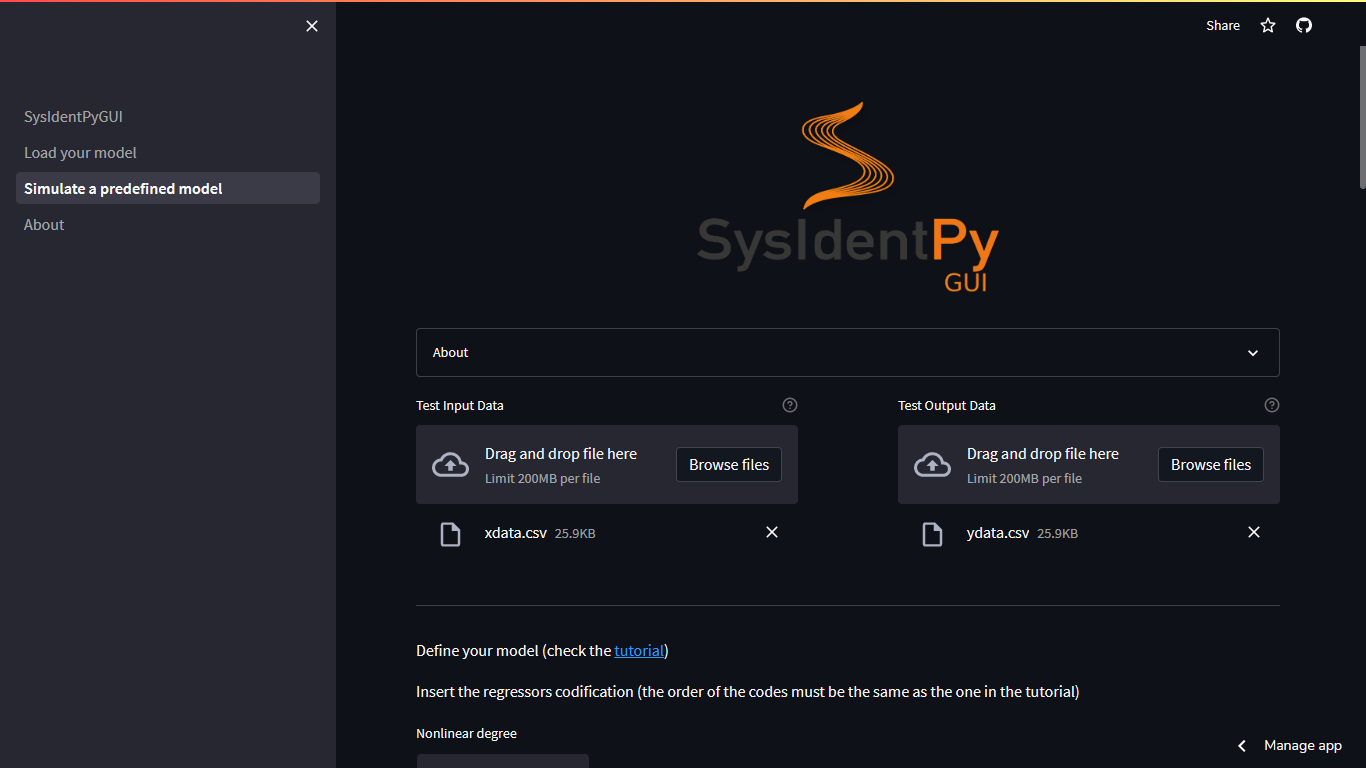 Share
SysIdentPyGUI
Load your model
Simulate a predefined model
About
SysIdentPy
GUI
About
Test Input Data
Test Output Data
Drag and drop file here
Limit 200MB per file
Browse files
Drag and drop file here
Limit 200MB per file
Browse files
xdata.csv 25.9KB
ydata.csv 25.9KB
Define your model (check the tutorial)
Insert the regressors codification (the order of the codes must be the same as the one in the tutorial)
Nonlinear degree
Manage app